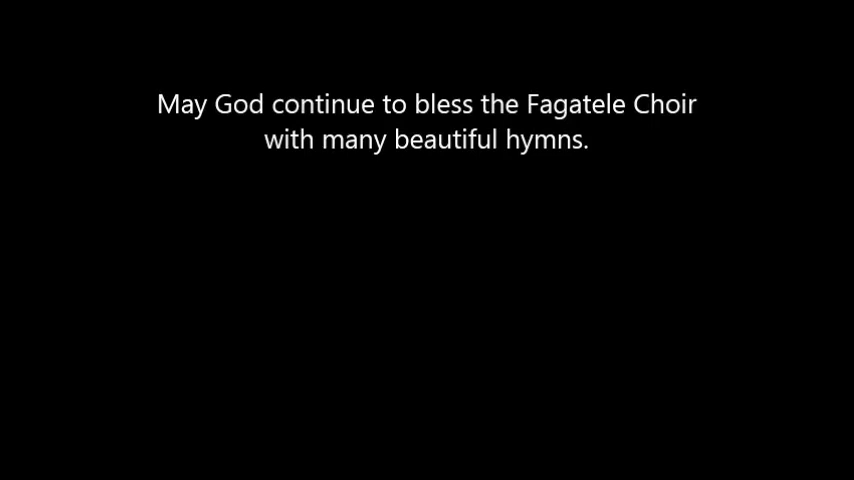 May God continue to bless the Fagatele Choir
with many beautiful hymns.